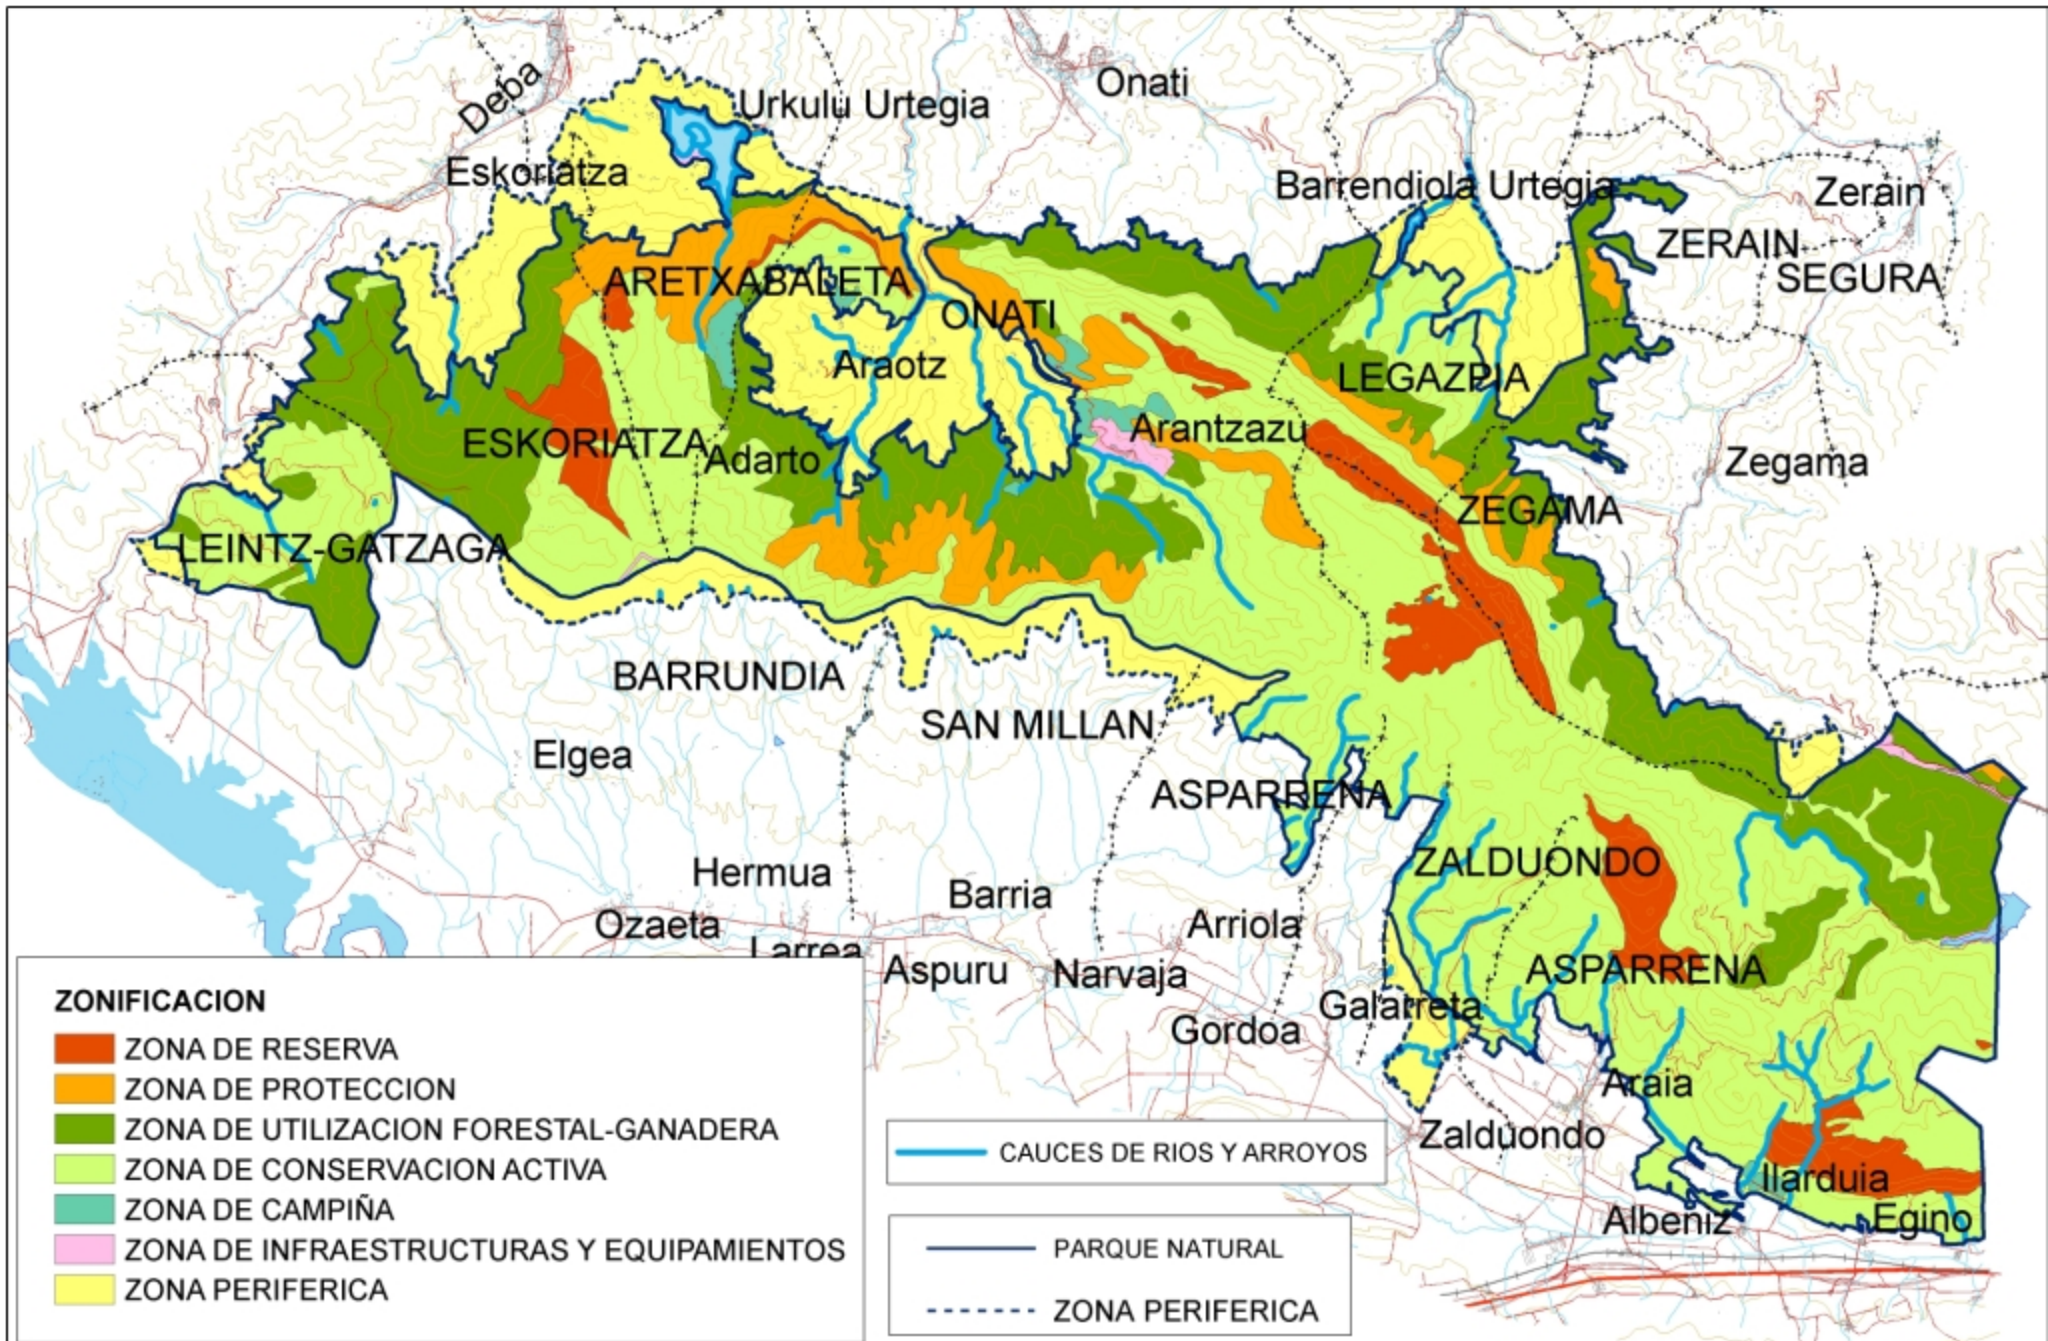 Deba
Onati
Urkulu Urtegia
Eskoriatza
Barrendiola Urtegia
Zerain
ZERAIN
SEGURA
ARETXABALETA
ONATI
Araotz
LEGAZPIA
Arantzazu
ESKORIATZA
Adarto
Zegama
ZEGAMA
LEINTZ-GATZAGA
BARRUNDIA
SAN MILLAN
Elgea
ASPARRENA
ZALDUONDO
Hermua
Barria
Ozaeta
Arriola
Larrea
Aspuru
Narvaja
ASPARRENA
Galarreta
Gordoa
Araia
Zalduondo
Ilarduia
Albeniz
Egino
ZONIFICACION
ZONA DE RESERVA
ZONA DE PROTECCION
ZONA DE UTILIZACION FORESTAL-GANADERA
ZONA DE CONSERVACION ACTIVA
ZONA DE CAMPIÑA
ZONA DE INFRAESTRUCTURAS Y EQUIPAMIENTOS
ZONA PERIFERICA
CAUCES DE RIOS Y ARROYOS
PARQUE NATURAL
ZONA PERIFERICA